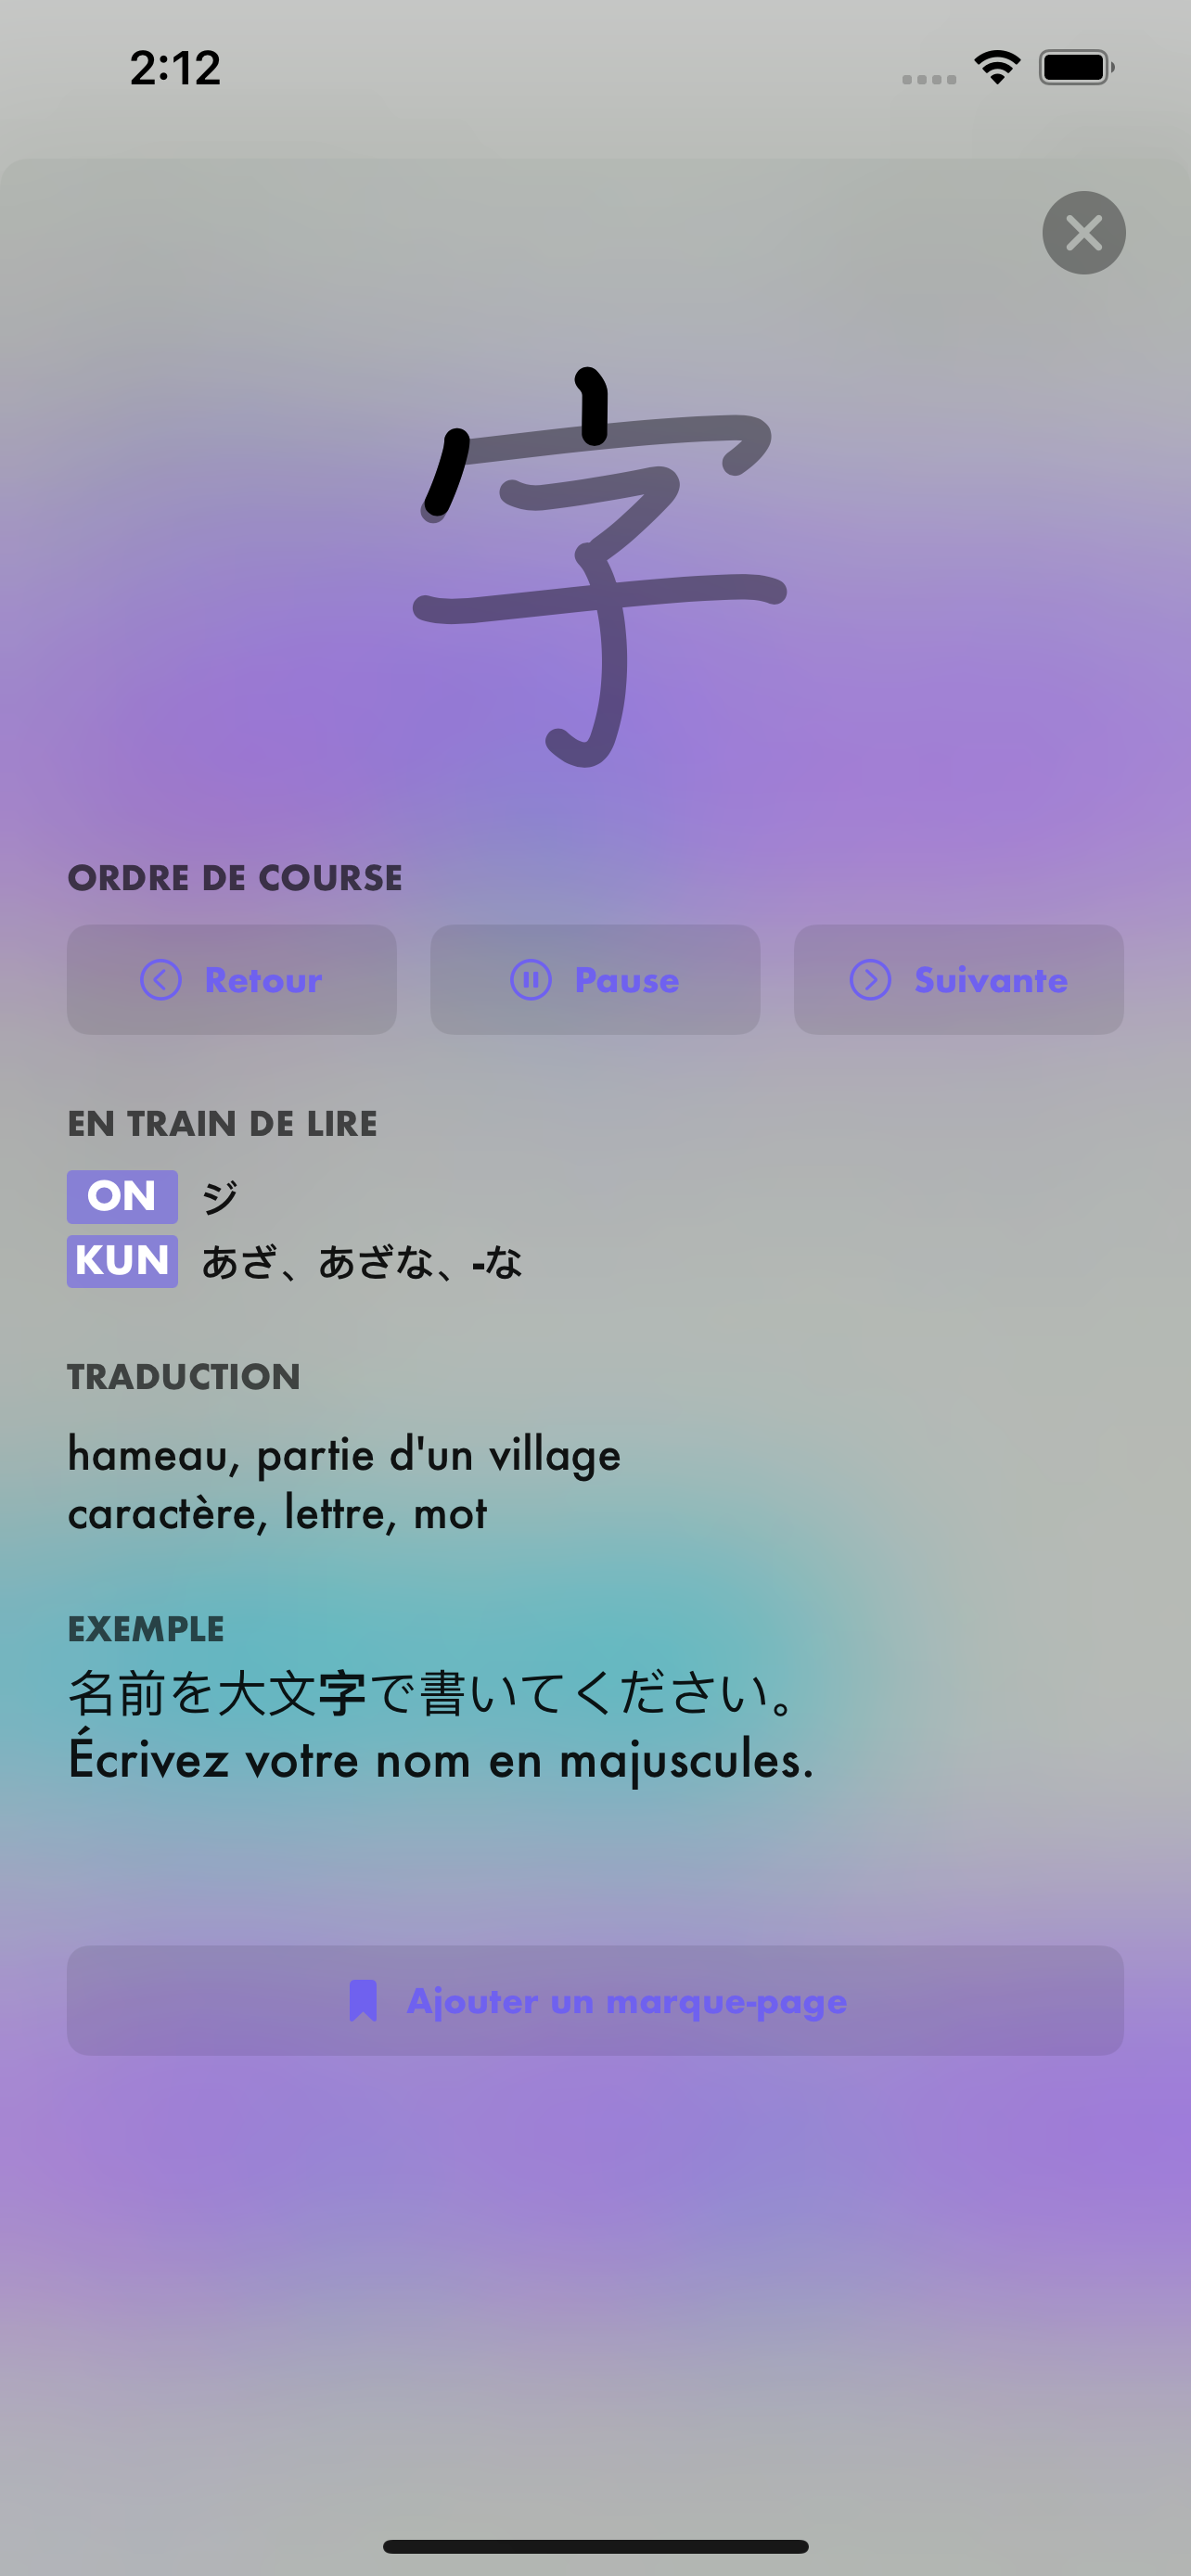 2:12
字
ORDRE DE COURSE
Retour
Pause
Suivante
EN TRAIN DE LIRE
ON ジ
KUN あざ、あざな、-な
TRADUCTION
hameau, partie d'un village
caractère, lettre, mot
EXEMPLE
名前を大文字で書いてください。
Écrivez votre nom en majuscules.
Ajouter un marque-page